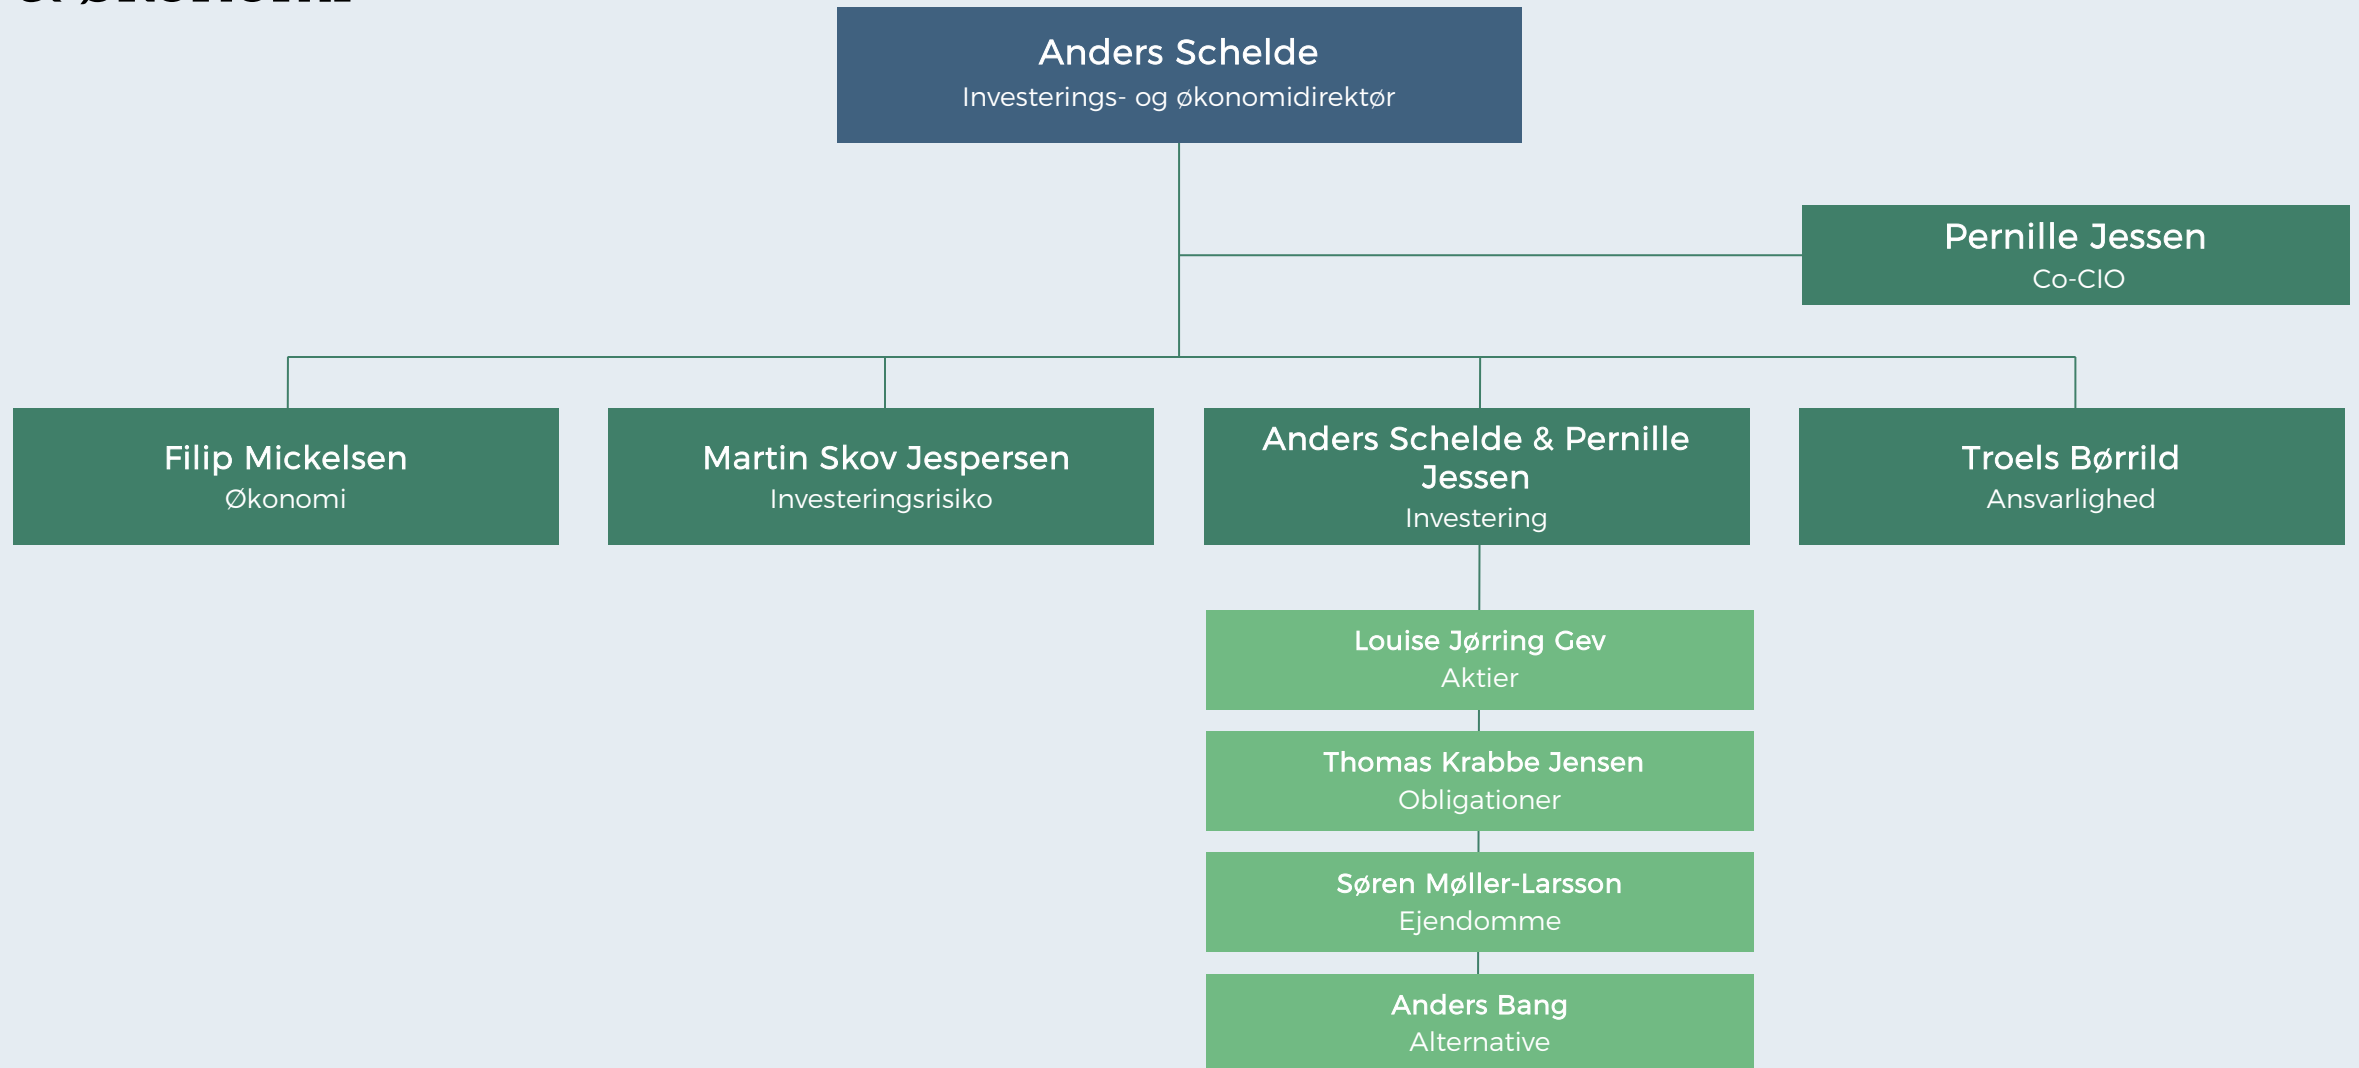 & Økonomi
Anders Schelde
Investerings- og økonomidirektør
Pernille Jessen
Co-CIO
Filip Mickelsen
Økonomi
Martin Skov Jespersen
Investeringsrisiko
Anders Schelde & Pernille
Jessen
Investering
Troels Børrild
Ansvarlighed
Louise Jørring Gev
Aktier
Thomas Krabbe Jensen
Obligationer
Søren Møller-Larsson
Ejendomme
Anders Bang
Alternative